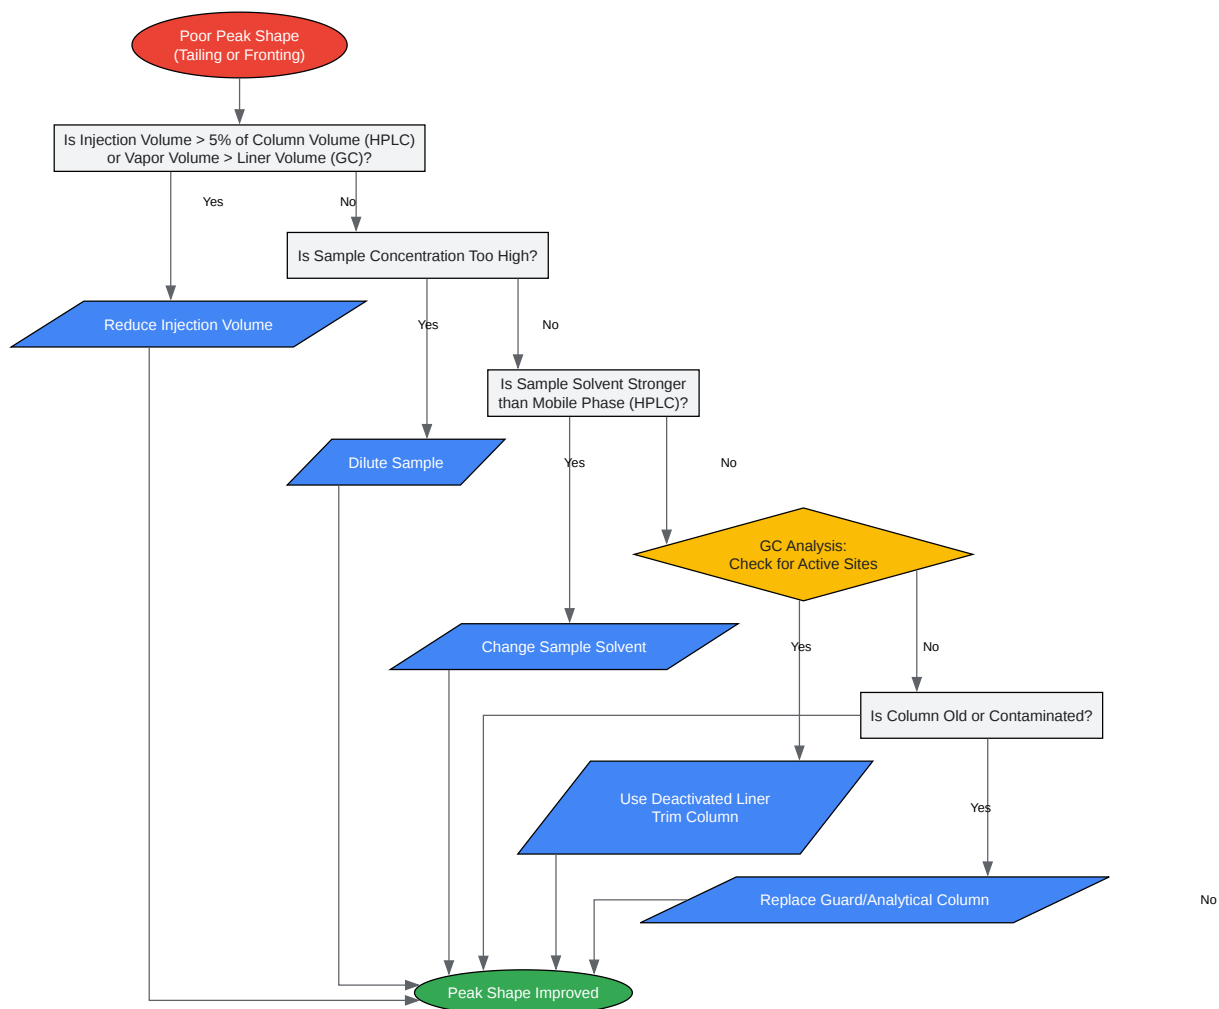 Poor Peak Shape
(Tailing or Fronting)
Is Injection Volume > 5% of Column Volume (HPLC)
or Vapor Volume > Liner Volume (GC)?
Yes
No
Is Sample Concentration Too High?
Reduce Injection Volume
Yes
No
Is Sample Solvent Stronger
than Mobile Phase (HPLC)?
Dilute Sample
Yes
No
GC Analysis:
Check for Active Sites
Change Sample Solvent
Yes
No
Is Column Old or Contaminated?
Use Deactivated Liner
Trim Column
Yes
Replace Guard/Analytical Column
No
Peak Shape Improved